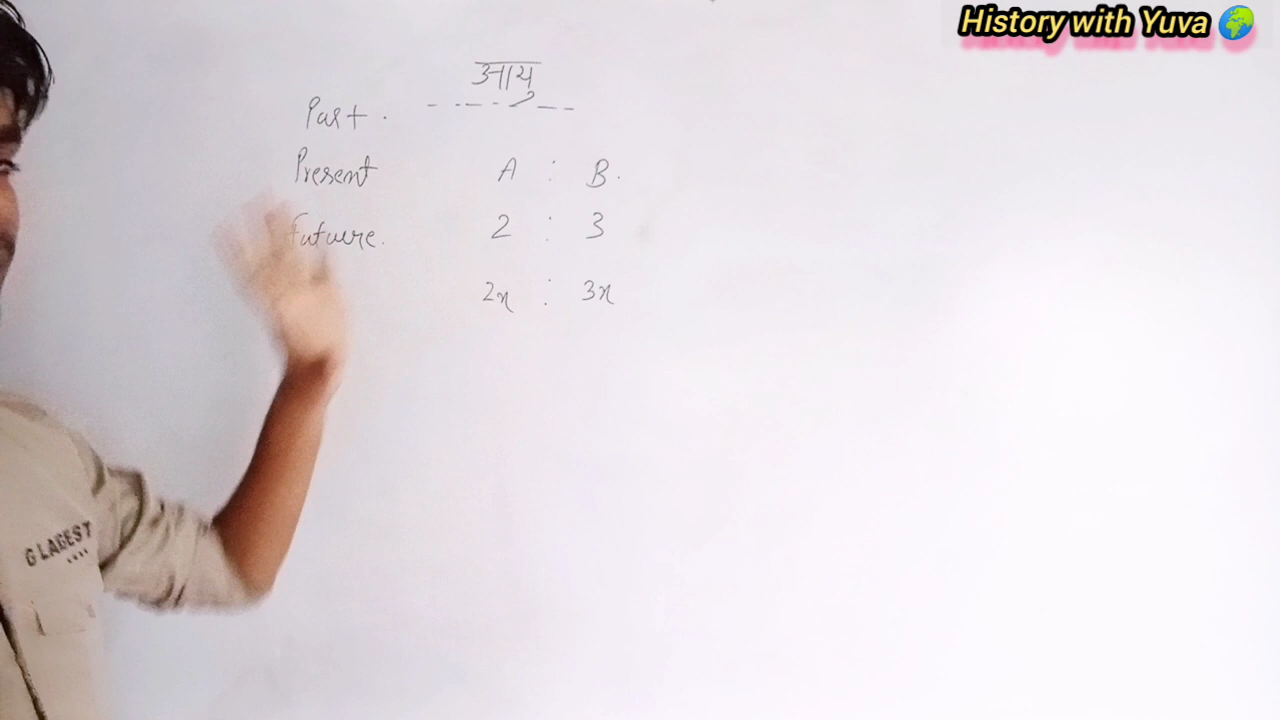 History with Yuva
आयु
Past.
Present A : B.
Future. 2 : 3
2x : 3x
GLAGEST